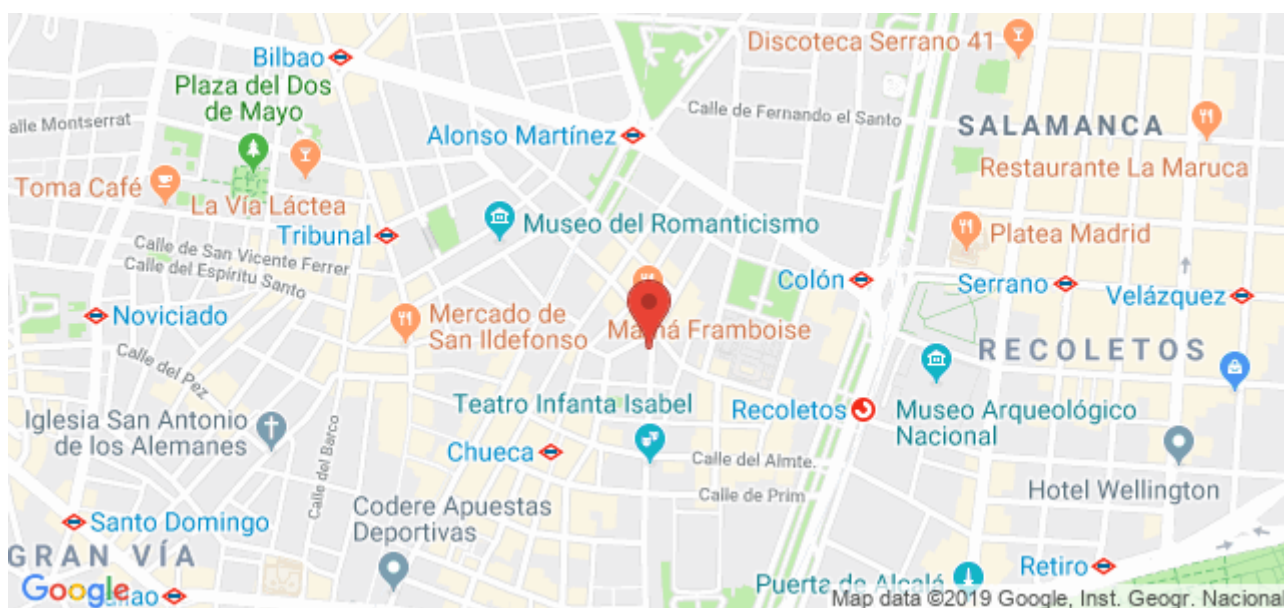 Discoteca Serrano 41
Bilbao
Plaza del Dos
de Mayo
Calle de Fernando el Santo
alle Montserrat
Alonso Martínez
SALAMANCA
Restaurante La Maruca
Toma Café
La Vía Láctea
Museo del Romanticismo
Tribunal
Platea Madrid
Calle de San Vicente Ferrer
Calle del Espíritu Santo
Colón
Serrano
Velázquez
Noviciado
Mercado de
San Ildefonso
Mamá Framboise
RECOLETOS
Calle del Pez
Teatro Infanta Isabel
Recoletos
Museo Arqueológico
Nacional
Iglesia San Antonio
de los Alemanes
Calle del Barco
Chueca
Calle del Almte.
Calle de Prim
Hotel Wellington
Codere Apuestas
Deportivas
Santo Domingo
GRAN VÍA
Retiro
Puerta de Alcalá
Google
Map data ©2019 Google, Inst. Geogr. Naciona